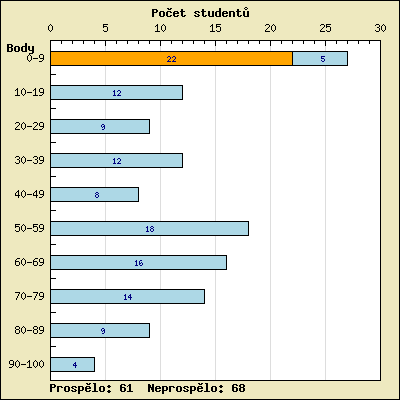 Počet studentů
0 5 10 15 20 25 30
Body
0-9 22 5
10-19 12
20-29 9
30-39 12
40-49 8
50-59 18
60-69 16
70-79 14
80-89 9
90-100 4
Prospělo: 61 Neprospělo: 68